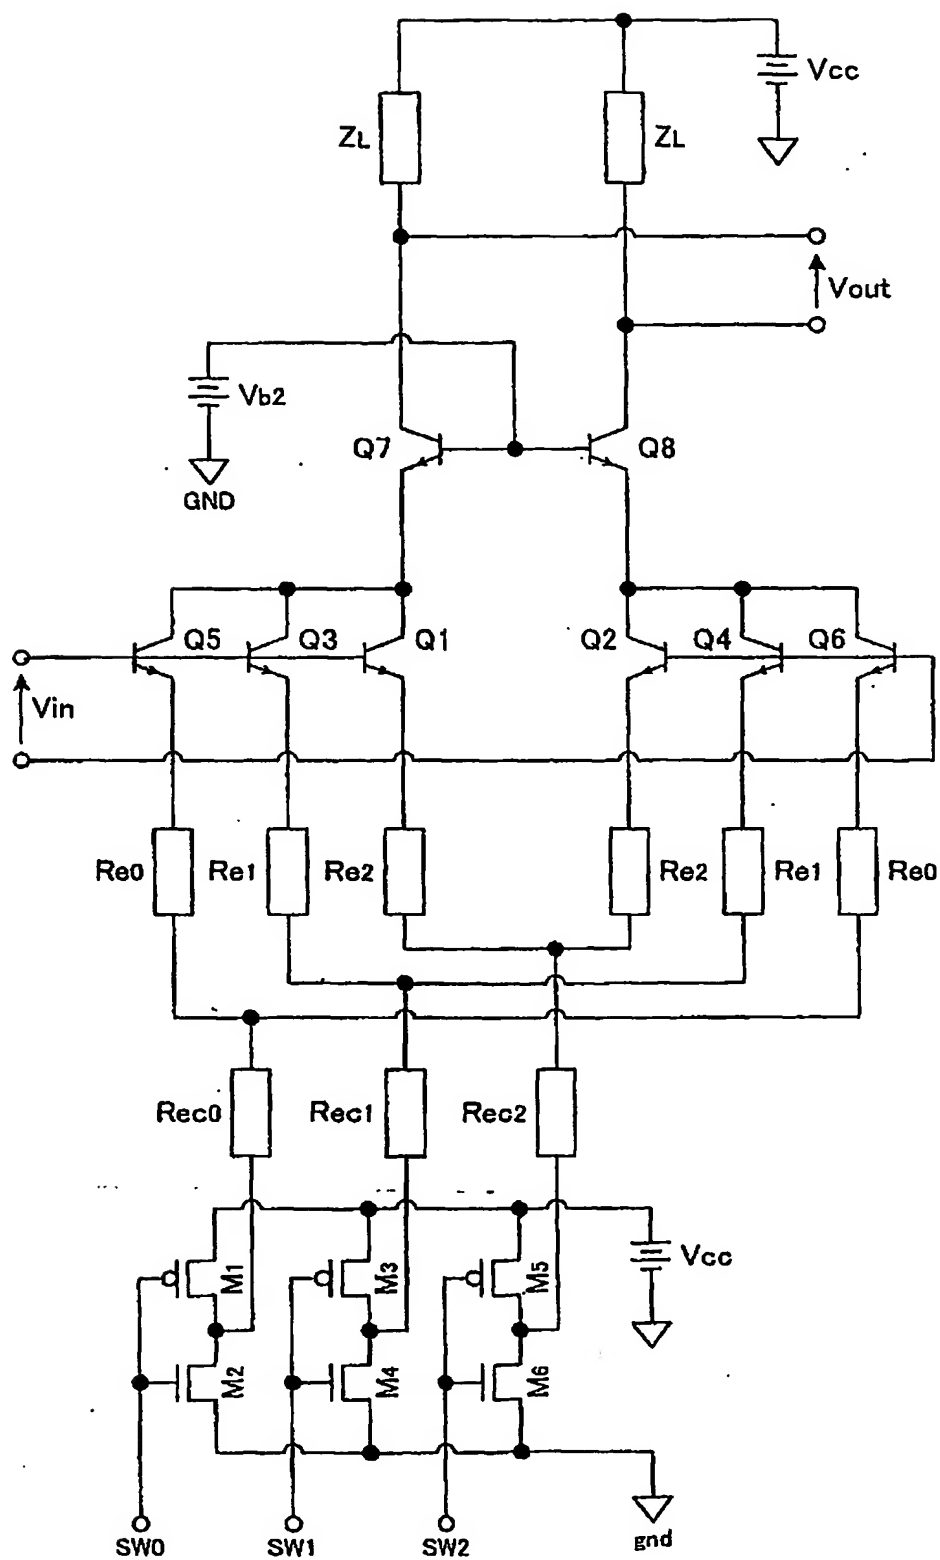 Vcc
ZL
ZL
Vout
Vb2
Q7
Q8
GND
Q5
Q3
Q1
Q2
Q4
Q6
Vin
Re0
Re1
Re2
Re2
Re1
Re0
Rec0
Rec1
Rec2
Vcc
M1
M3
M5
M2
M4
M6
SW0
SW1
SW2
gnd